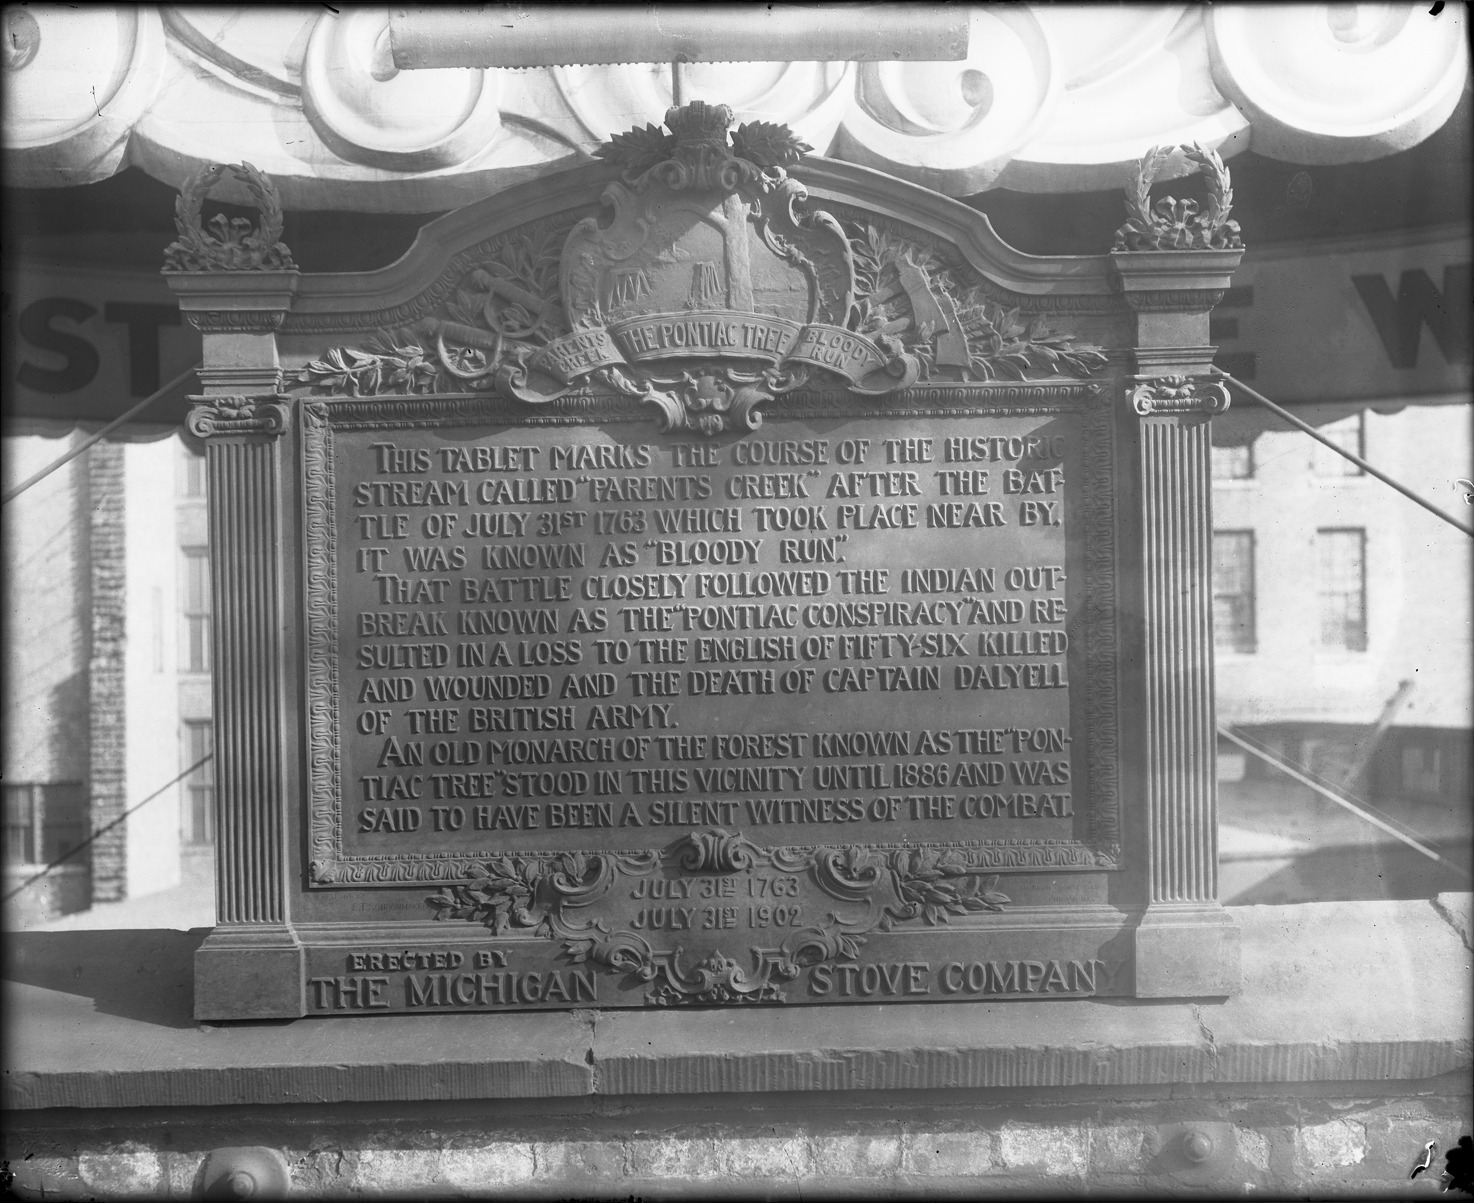 ST E W
PARENTS CREEK
THE PONTIAC TREE
BLOODY RUN
THIS TABLET MARKS THE COURSE OF THE HISTORIC
STREAM CALLED "PARENT'S CREEK" AFTER THE BAT-
TLE OF JULY 31ST 1763 WHICH TOOK PLACE NEAR BY,
IT WAS KNOWN AS "BLOODY RUN".
THAT BATTLE CLOSELY FOLLOWED THE INDIAN OUT-
BREAK KNOWN AS THE "PONTIAC CONSPIRACY" AND RE-
SULTED IN A LOSS TO THE ENGLISH OF FIFTY-SIX KILLED
AND WOUNDED AND THE DEATH OF CAPTAIN DALYELL
OF THE BRITISH ARMY.
AN OLD MONARCH OF THE FOREST KNOWN AS THE "PON-
TIAC TREE" STOOD IN THIS VICINITY UNTIL 1886 AND WAS
SAID TO HAVE BEEN A SILENT WITNESS OF THE COMBAT.
JULY 31ST 1763
JULY 31ST 1902
ERECTED BY
THE MICHIGAN STOVE COMPANY